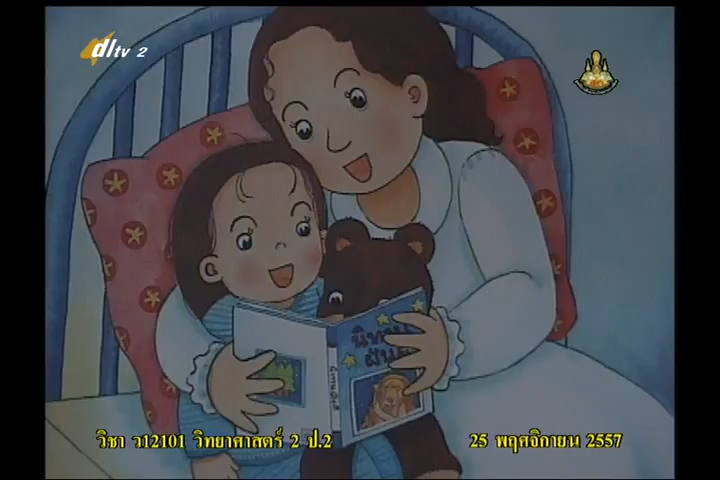 dltv 2
นิทาน
วิชา ว12101 วิทยาศาสตร์ 2 ป.2
25 พฤศจิกายน 2557